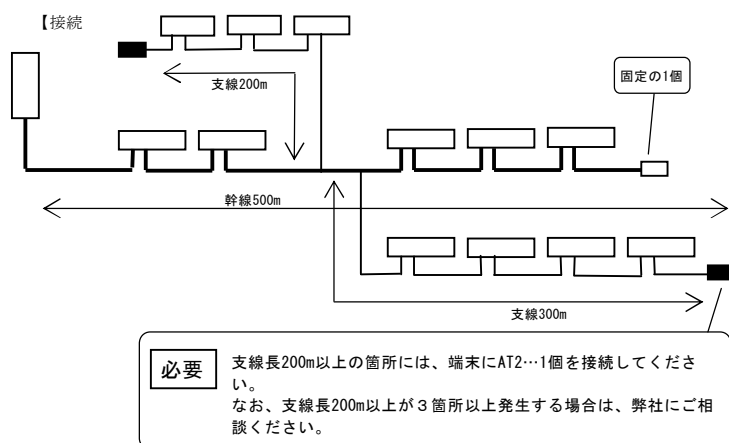 【接続
支線200m
固定の1個
幹線500m
支線300m
必要
支線長200m以上の箇所には、端末にAT2…1個を接続してくださ
い。
なお、支線長200m以上が３箇所以上発生する場合は、弊社にご相
談ください。